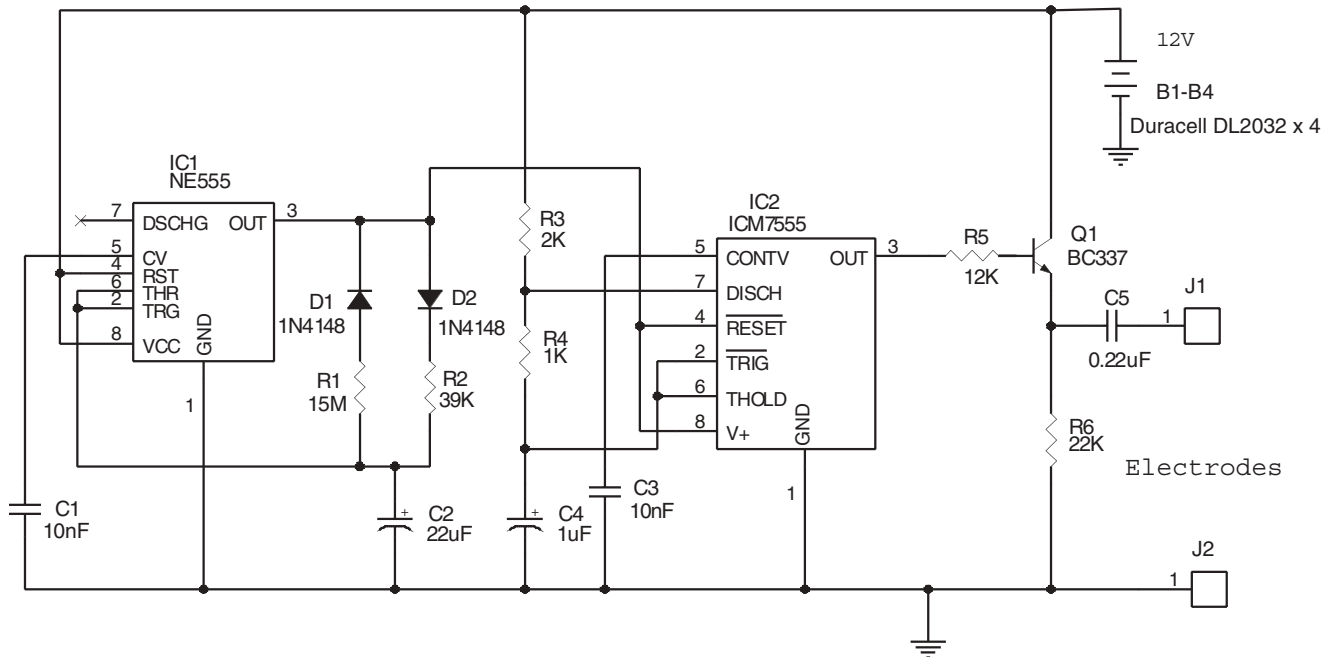 12V
B1-B4
Duracell DL2032 x 4
IC1
NE555
7 DSCHG OUT 3
5 CV
4 RST
6 THR
2 TRG
8 VCC
GND
1
D1
1N4148
D2
1N4148
R1
15M
R2
39K
R3
2K
R4
1K
IC2
ICM7555
5 CONTV OUT 3
7 DISCH
4 RESET
2 TRIG
6 THOLD
8 V+
GND
1
R5
12K
Q1
BC337
C5
0.22uF
J1
1
R6
22K
Electrodes
C1
10nF
C2
22uF
C4
1uF
C3
10nF
J2
1
+
+